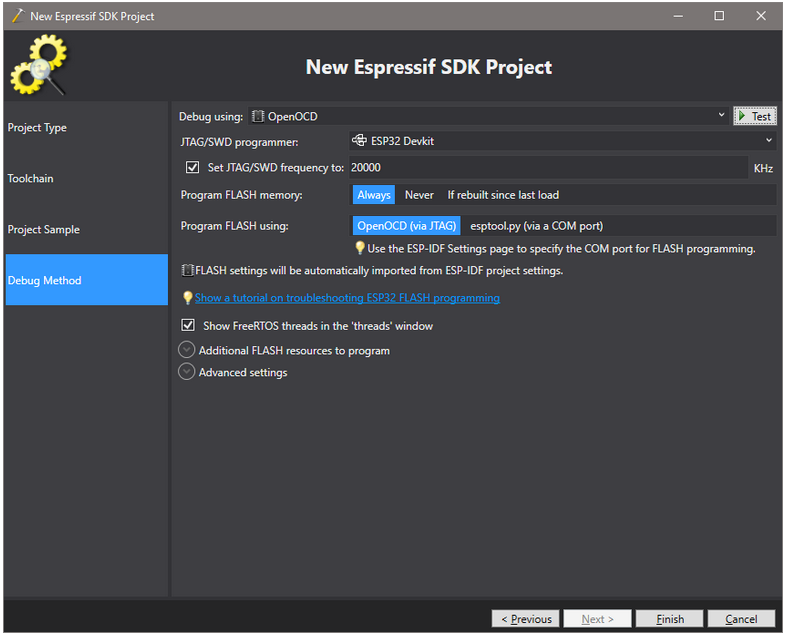 New Espressif SDK Project
New Espressif SDK Project
Project Type
Toolchain
Project Sample
Debug Method
Debug using: OpenOCD Test
JTAG/SWD programmer: ESP32 Devkit
Set JTAG/SWD frequency to: 20000 KHz
Program FLASH memory: Always Never If rebuilt since last load
Program FLASH using: OpenOCD (via JTAG) esptool.py (via a COM port)
Use the ESP-IDF Settings page to specify the COM port for FLASH programming.
FLASH settings will be automatically imported from ESP-IDF project settings.
Show a tutorial on troubleshooting ESP32 FLASH programming
Show FreeRTOS threads in the 'threads' window
Additional FLASH resources to program
Advanced settings
< Previous Next > Finish Cancel